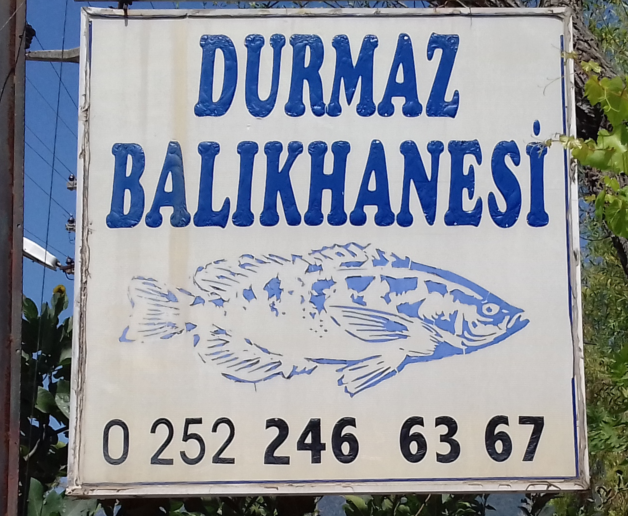 DURMAZ
BALIKHANESİ
0 252 246 63 67